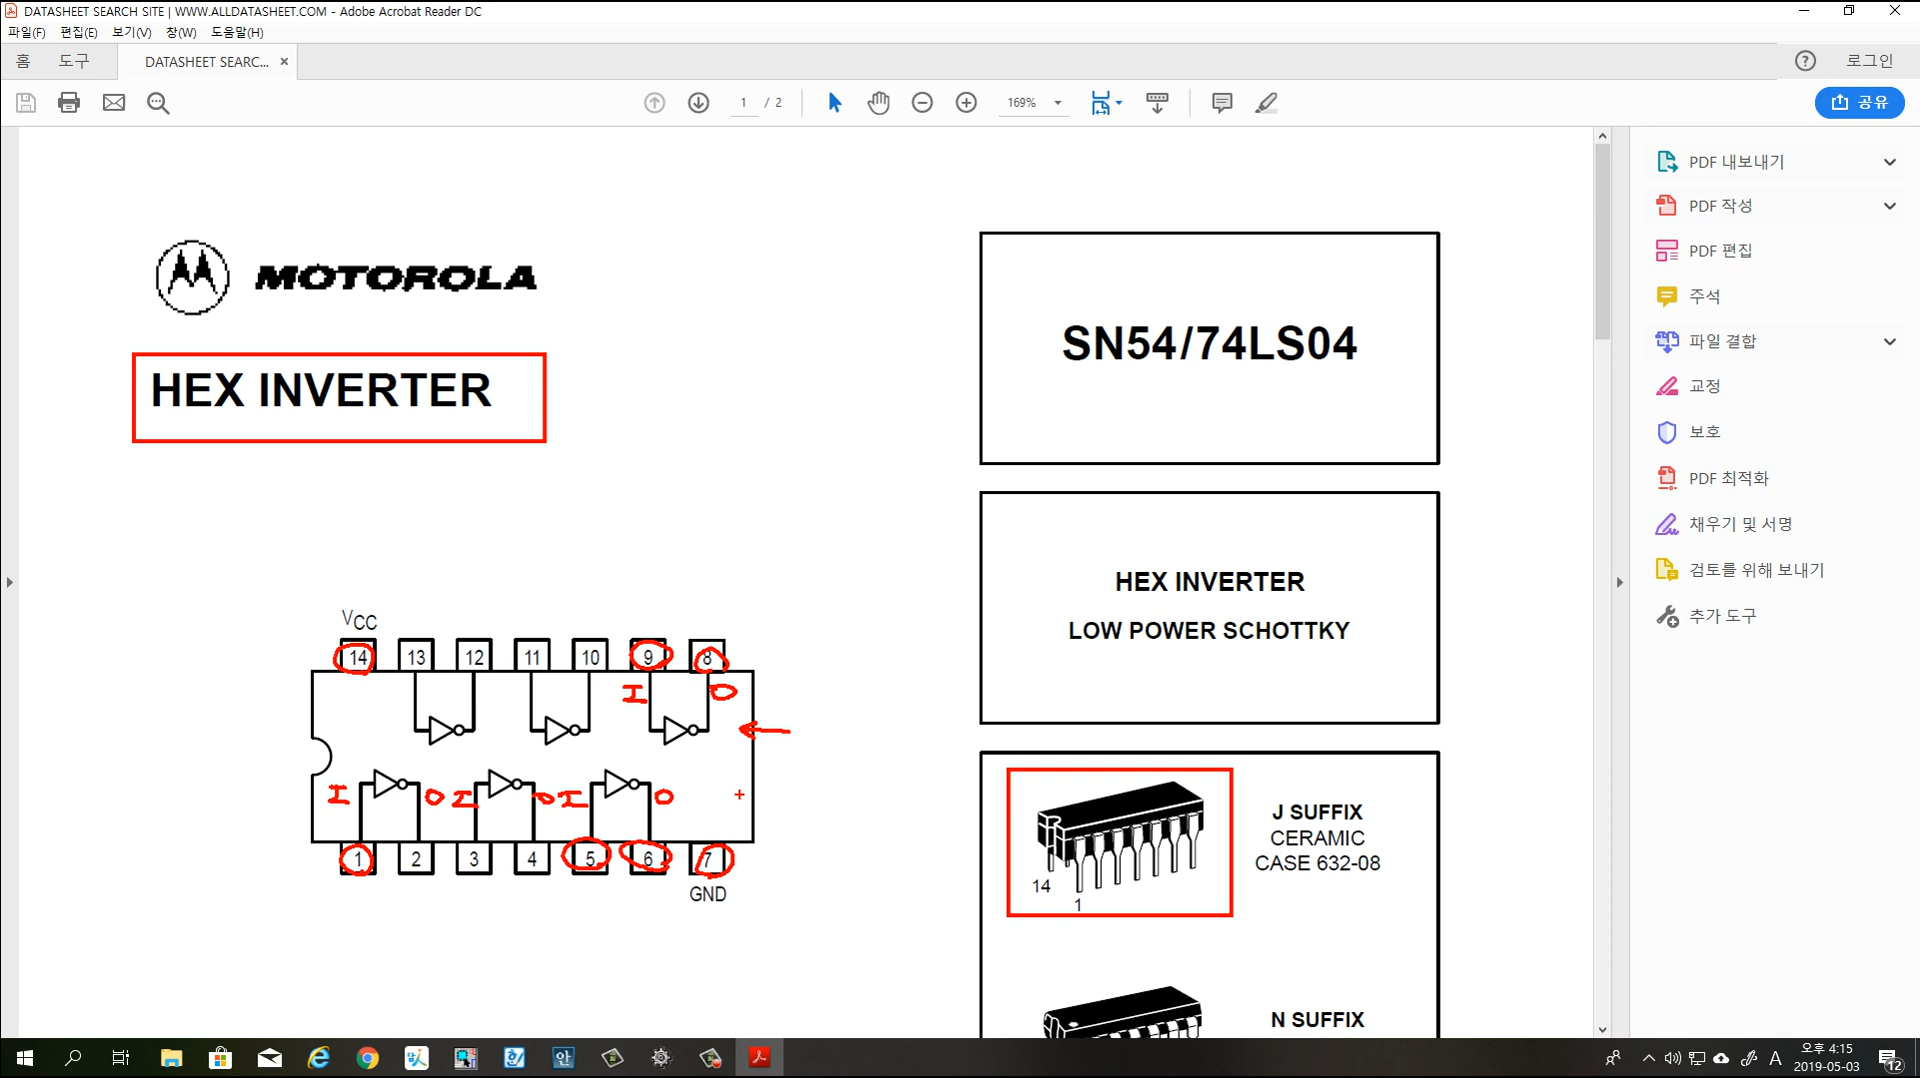 DATASHEET SEARCH SITE | WWW.ALLDATASHEET.COM - Adobe Acrobat Reader DC
파일(F) 편집(E) 보기(V) 창(W) 도움말(H)
홈 도구 DATASHEET SEARC... ×
로그인
1 / 2 169% 공유
MOTOROLA
HEX INVERTER
SN54/74LS04
HEX INVERTER
LOW POWER SCHOTTKY
VCC
14 13 12 11 10 9 8
I O
I O I O I O
1 2 3 4 5 6 7
GND
14
1
J SUFFIX
CERAMIC
CASE 632-08
N SUFFIX
PDF 내보내기
PDF 작성
PDF 편집
주석
파일 결합
교정
보호
PDF 최적화
채우기 및 서명
검토를 위해 보내기
추가 도구
A
오후 4:15
2019-05-03
12